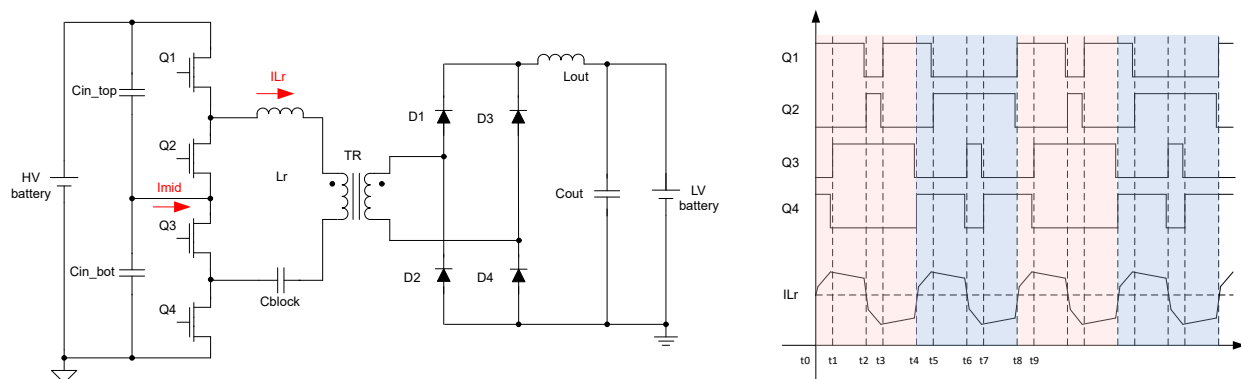 Q1
ILr
Cin_top
Q2
Lr
TR
HV
battery
Imid
Q3
Cin_bot
Cblock
Q4
D1
D3
D2
D4
Lout
Cout
LV
battery
Q1
Q2
Q3
Q4
ILr
t0 t1 t2 t3 t4 t5 t6 t7 t8 t9